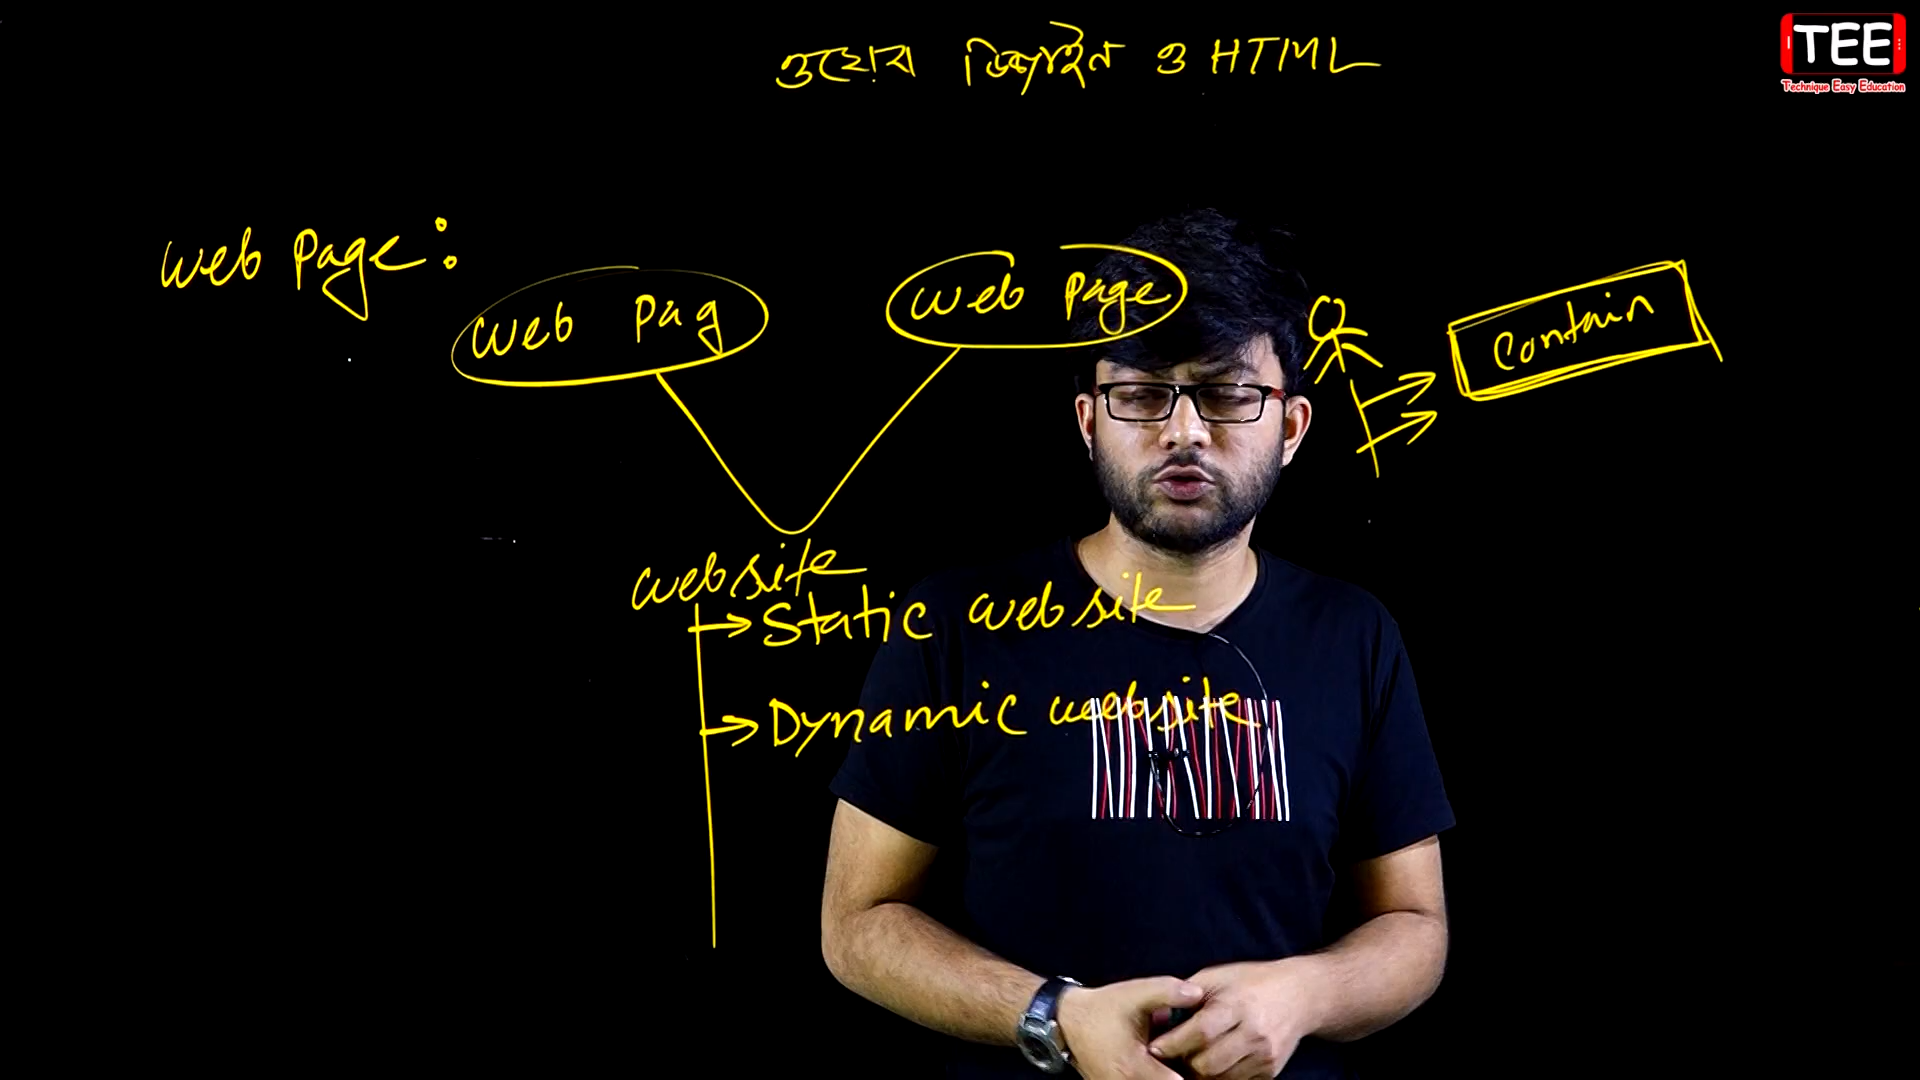 ওয়েব ডিজাইন ও HTML
TEE
Technique Easy Education
Web Page:
Web Pag
Web Page
Contain
Website
Static Website
Dynamic Website